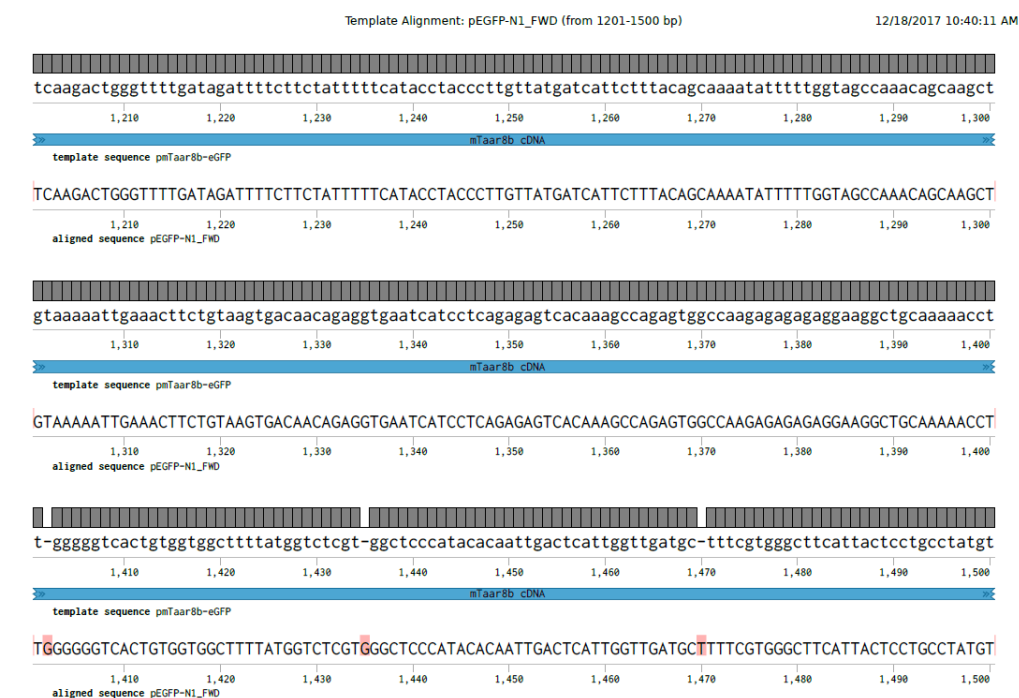 Template Alignment: pEGFP-N1_FWD (from 1201-1500 bp) 12/18/2017 10:40:11 AM
tcaagactgggttttgatagattttcttctatttttcatacctacccttgttatgatcattctttacagcaaaatatttttggtagccaaacagcaagct
1,210 1,220 1,230 1,240 1,250 1,260 1,270 1,280 1,290 1,300
mTaar8b cDNA
template sequence pmTaar8b-eGFP
TCAAGACTGGGTTTTGATAGATTTTCTTCTATTTTTCATACCTACCCTTGTTATGATCATTCTTTACAGCAAAATATTTTTGGTAGCCAAACAGCAAGCT
1,210 1,220 1,230 1,240 1,250 1,260 1,270 1,280 1,290 1,300
aligned sequence pEGFP-N1_FWD
gtaaaaattgaaacttctgtaagtgacaacagaggtgaatcatcctcagagagtcacaaagccagagtggccaagagagagaggaaggctgcaaaaacct
1,310 1,320 1,330 1,340 1,350 1,360 1,370 1,380 1,390 1,400
mTaar8b cDNA
template sequence pmTaar8b-eGFP
GTAAAAATTGAAACTTCTGTAAGTGACAACAGAGGTGAATCATCCTCAGAGAGTCACAAAGCCAGAGTGGCCAAGAGAGAGAGGAAGGCTGCAAAAACCT
1,310 1,320 1,330 1,340 1,350 1,360 1,370 1,380 1,390 1,400
aligned sequence pEGFP-N1_FWD
t-gggggtcactgtggtggcttttatggtctcgt-ggctcccatacacaattgactcattggttgatgc-tttcgtgggcttcattactcctgcctatgt
1,410 1,420 1,430 1,440 1,450 1,460 1,470 1,480 1,490 1,500
mTaar8b cDNA
template sequence pmTaar8b-eGFP
TGGGGGGTCACTGTGGTGGCTTTTATGGTCTCGTGGGCTCCCATACACAATTGACTCATTGGTTGATGCTTTTCGTGGGCTTCATTACTCCTGCCTATGT
1,410 1,420 1,430 1,440 1,450 1,460 1,470 1,480 1,490 1,500
aligned sequence pEGFP-N1_FWD